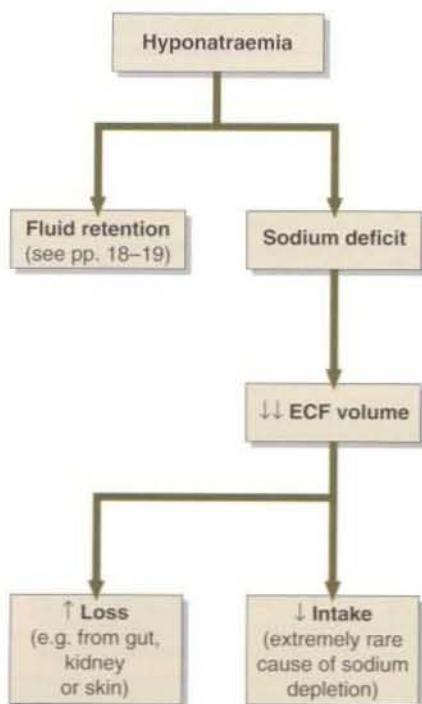 Hyponatraemia
Fluid retention
(see pp. 18–19)
Sodium deficit
↓↓ ECF volume
↑ Loss
(e.g. from gut,
kidney
or skin)
↓ Intake
(extremely rare
cause of sodium
depletion)